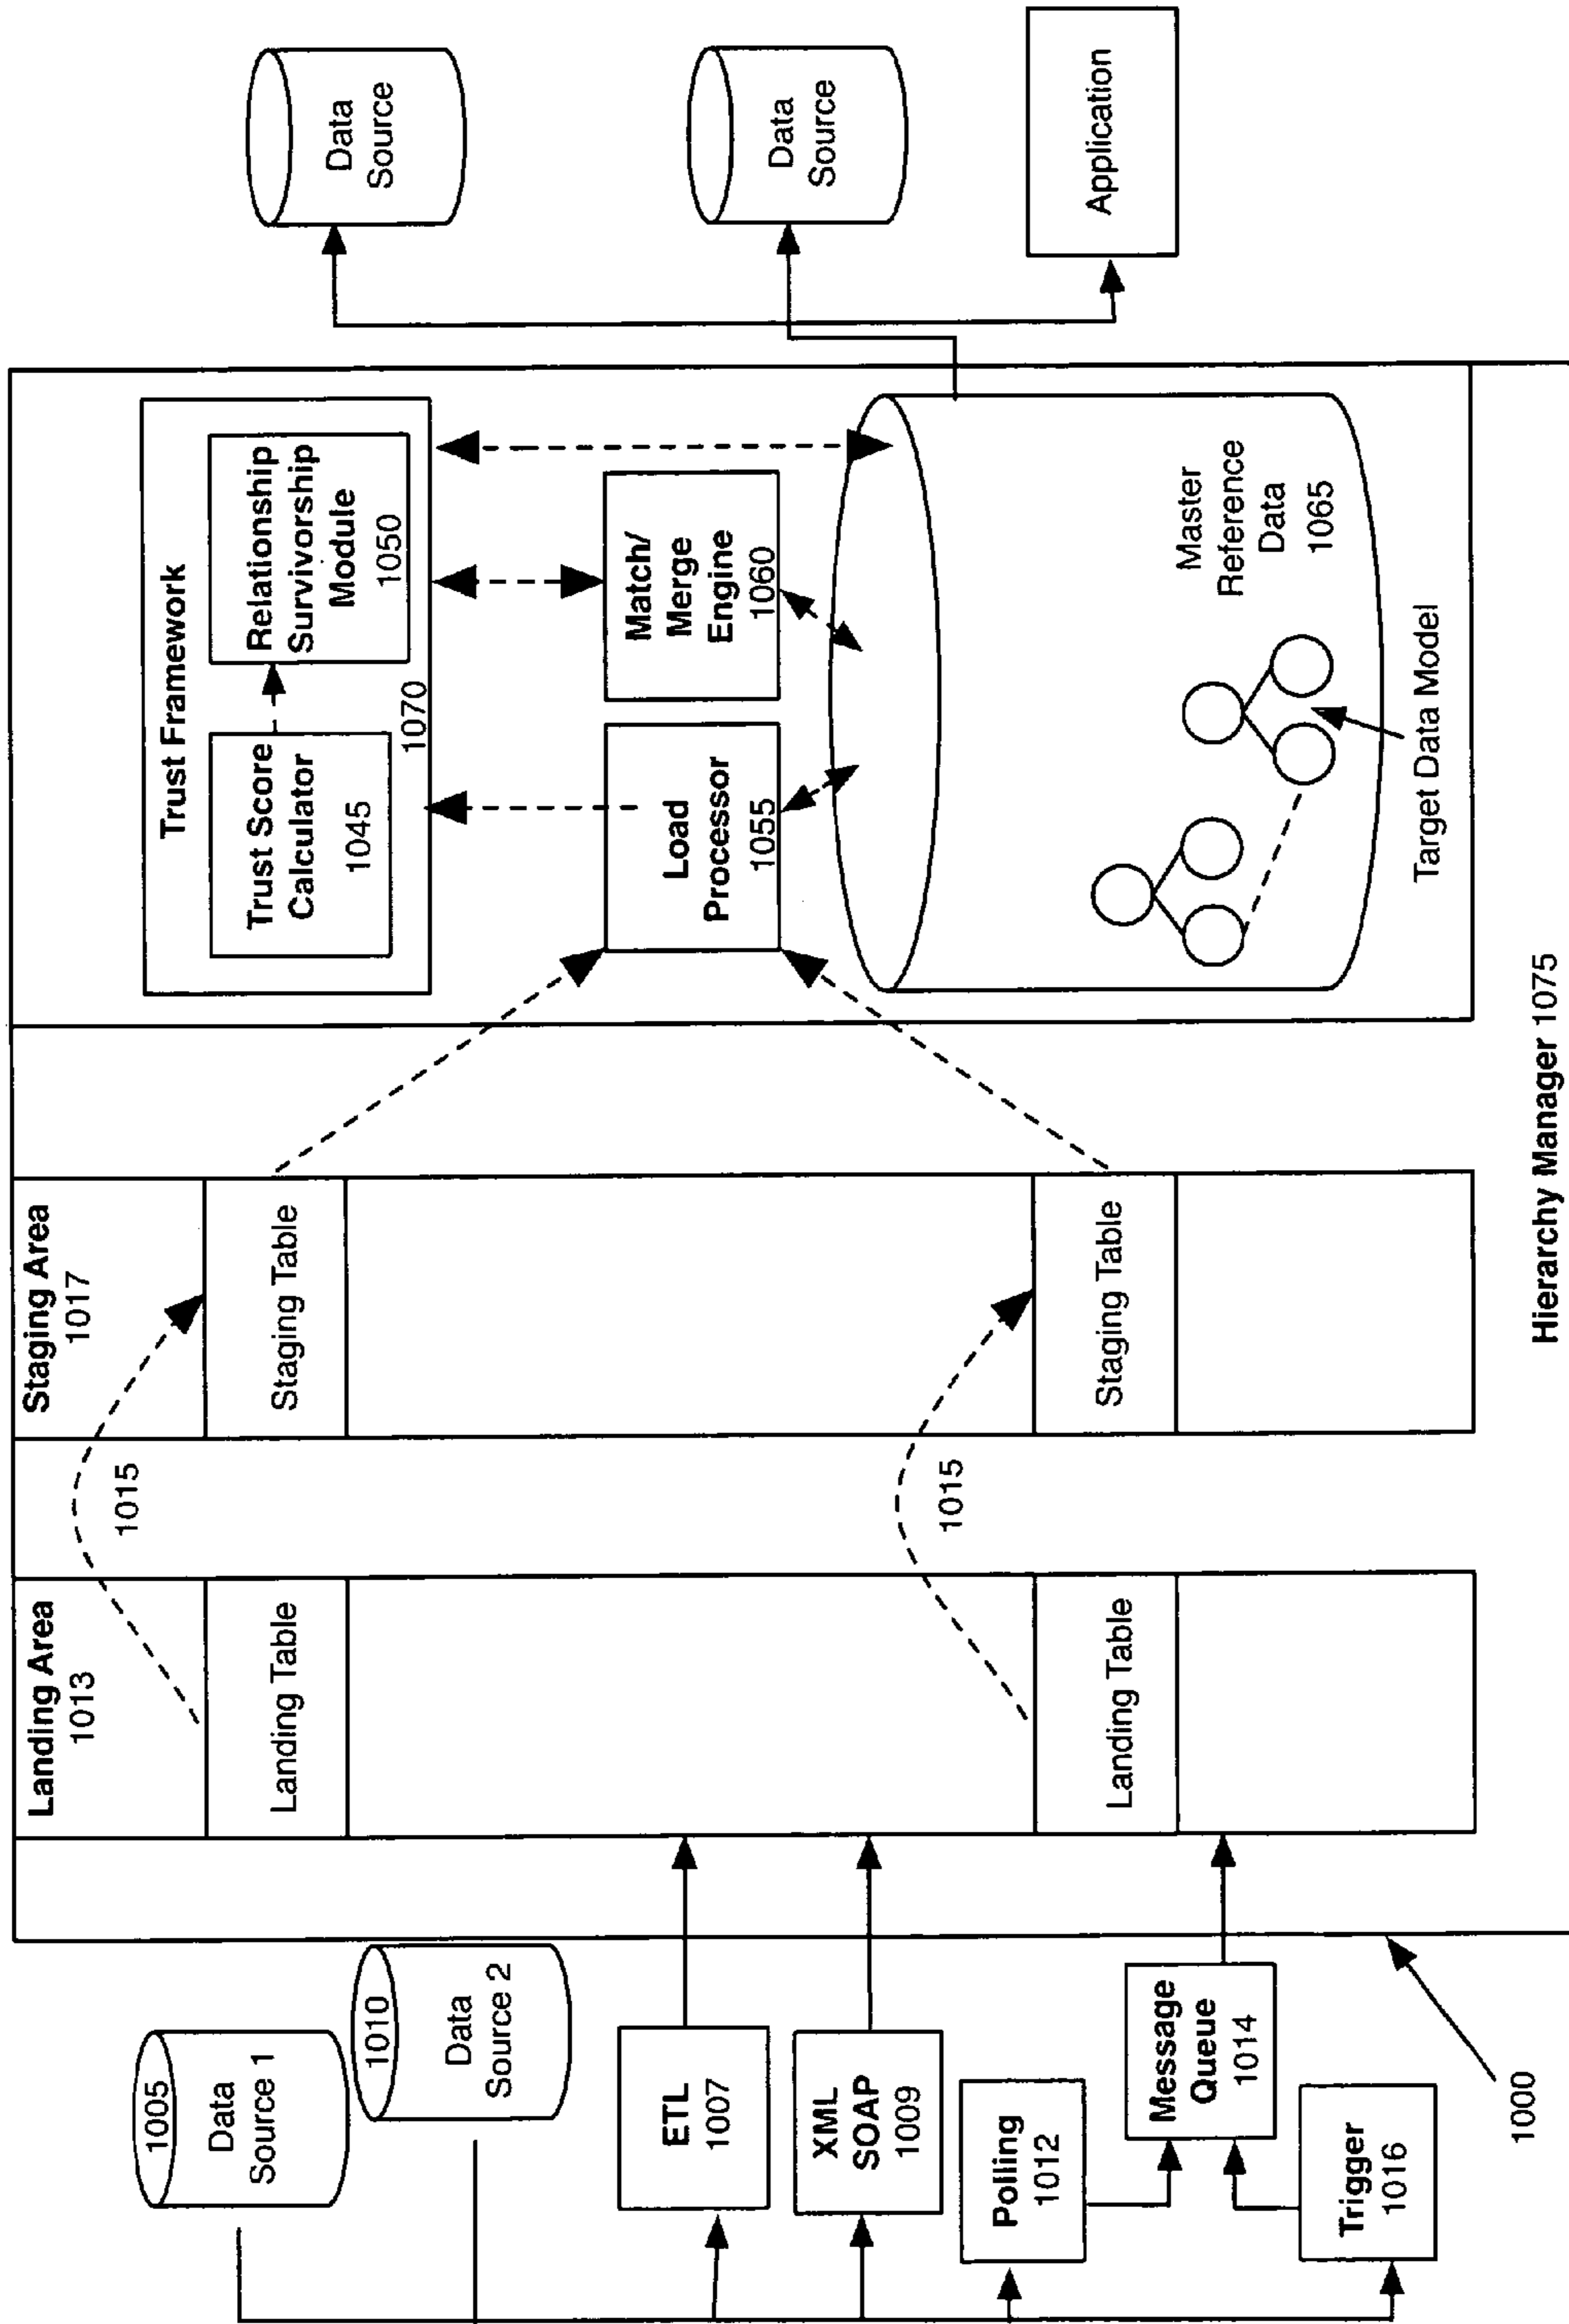 1005
Data
Source 1
1010
Data
Source 2
ETL
1007
XML
SOAP
1009
Polling
1012
Message
Queue
1014
Trigger
1016
1000
Landing Area
1013
Landing Table
Landing Table
1015
1015
Staging Area
1017
Staging Table
Staging Table
Trust Framework
Trust Score
Calculator
1045
Relationship
Survivorship
Module
1050
1070
Load
Processor
1055
Match/
Merge
Engine
1060
Master
Reference
Data
1065
Target Data Model
Hierarchy Manager 1075
Data
Source
Data
Source
Application